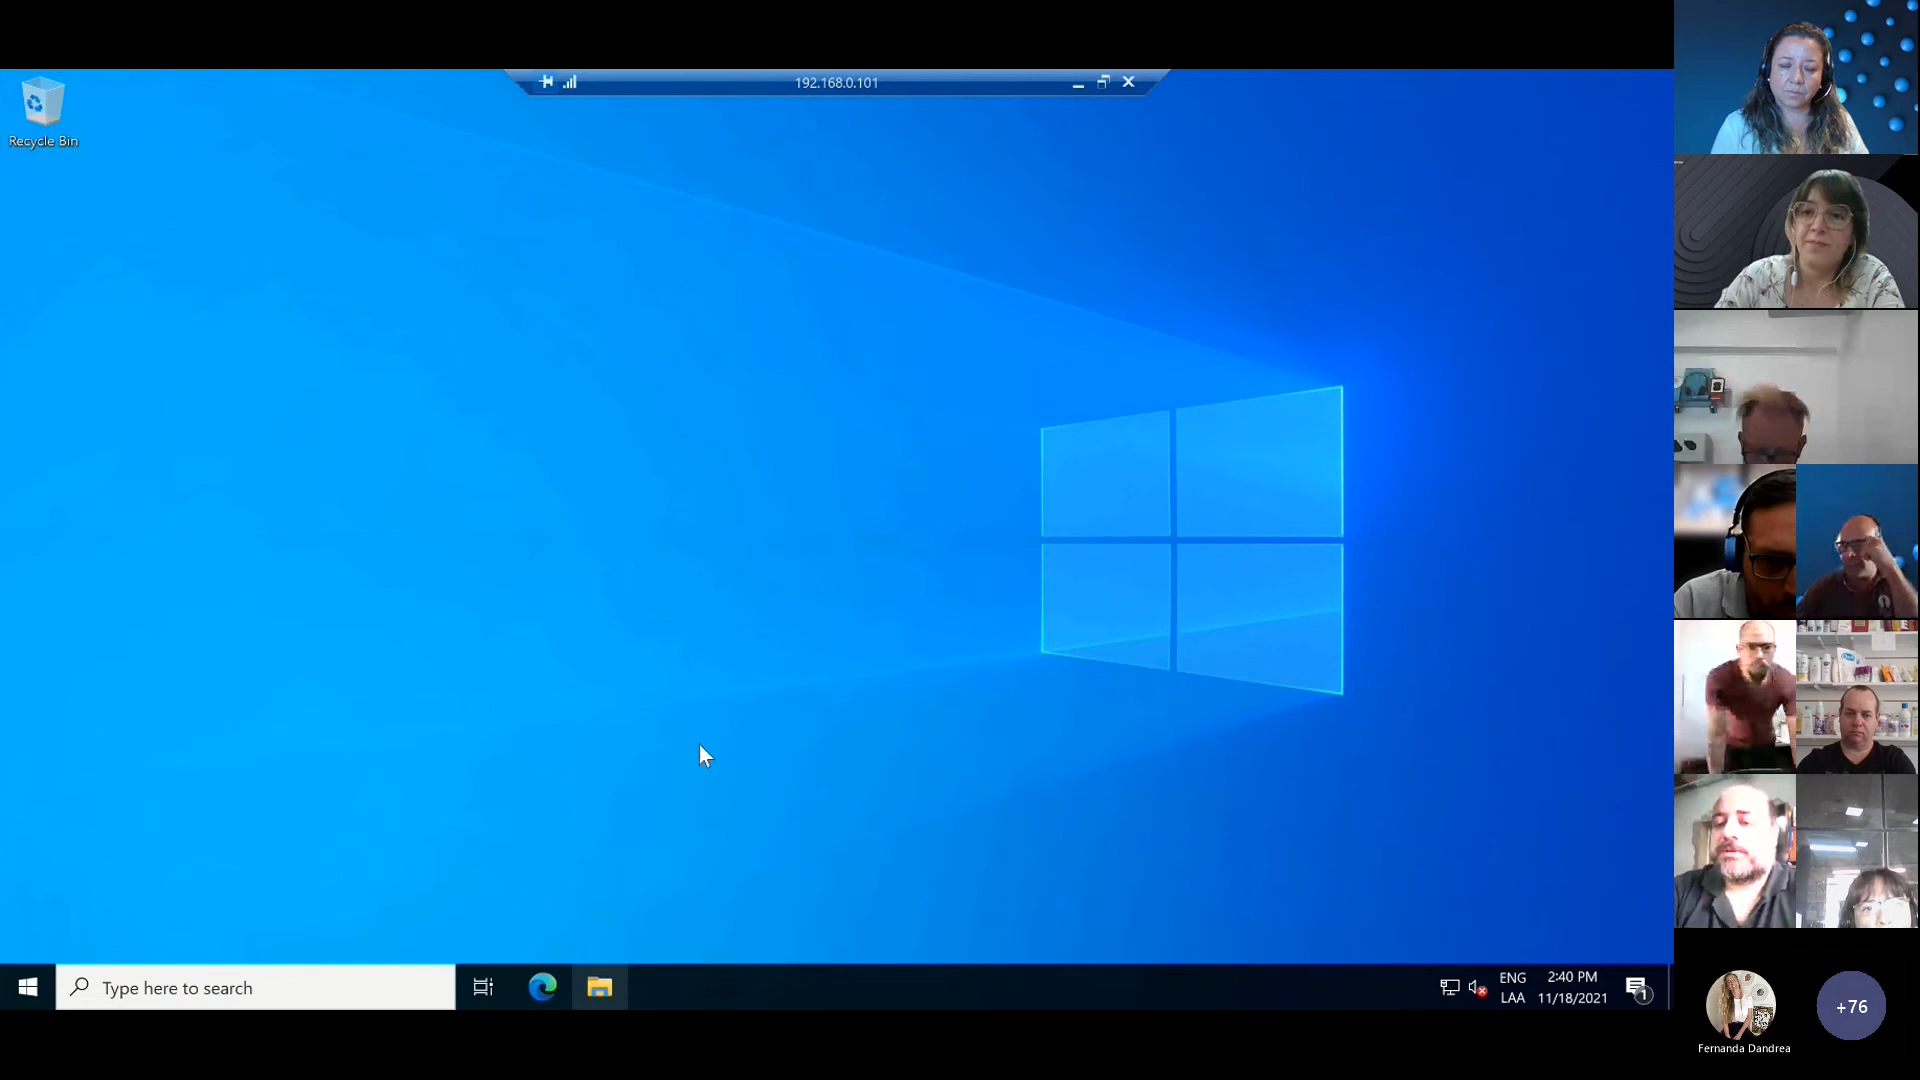 192.168.0.101
Recycle Bin
Type here to search
ENG
LAA
2:40 PM
11/18/2021
1
Fernanda Dandrea
+76